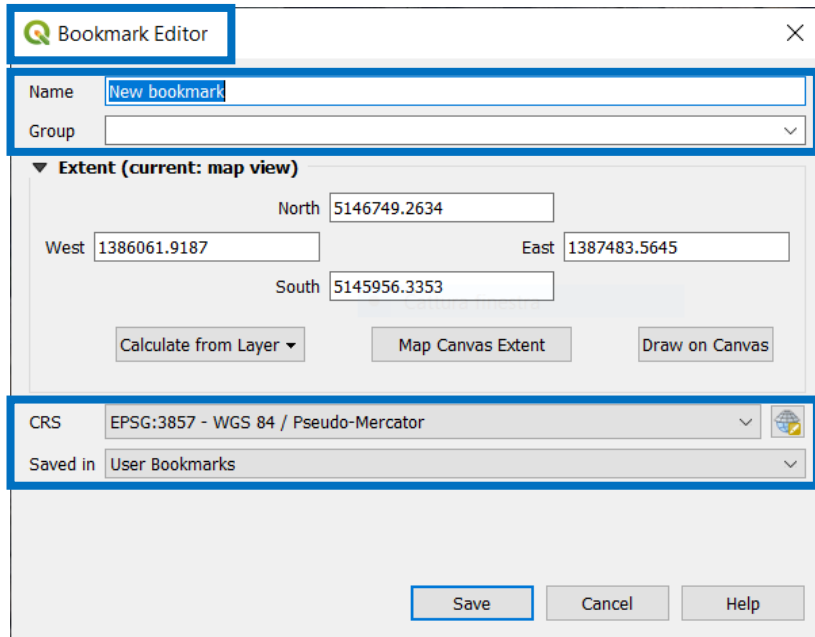 Bookmark Editor
Name New bookmark
Group
Extent (current: map view)
North 5146749.2634
West 1386061.9187 East 1387483.5645
South 5145956.3353
Cattura finestra
Calculate from Layer Map Canvas Extent Draw on Canvas
CRS EPSG:3857 - WGS 84 / Pseudo-Mercator
Saved in User Bookmarks
Save Cancel Help